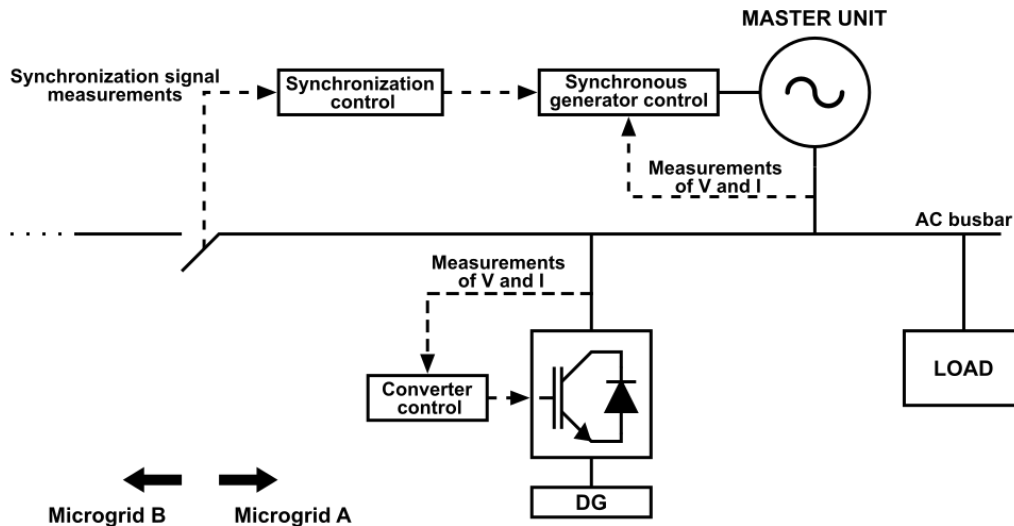 MASTER UNIT
Synchronization signal
measurements
Synchronization
control
Synchronous
generator control
Measurements
of V and I
AC busbar
Measurements
of V and I
Converter
control
LOAD
DG
Microgrid B
Microgrid A